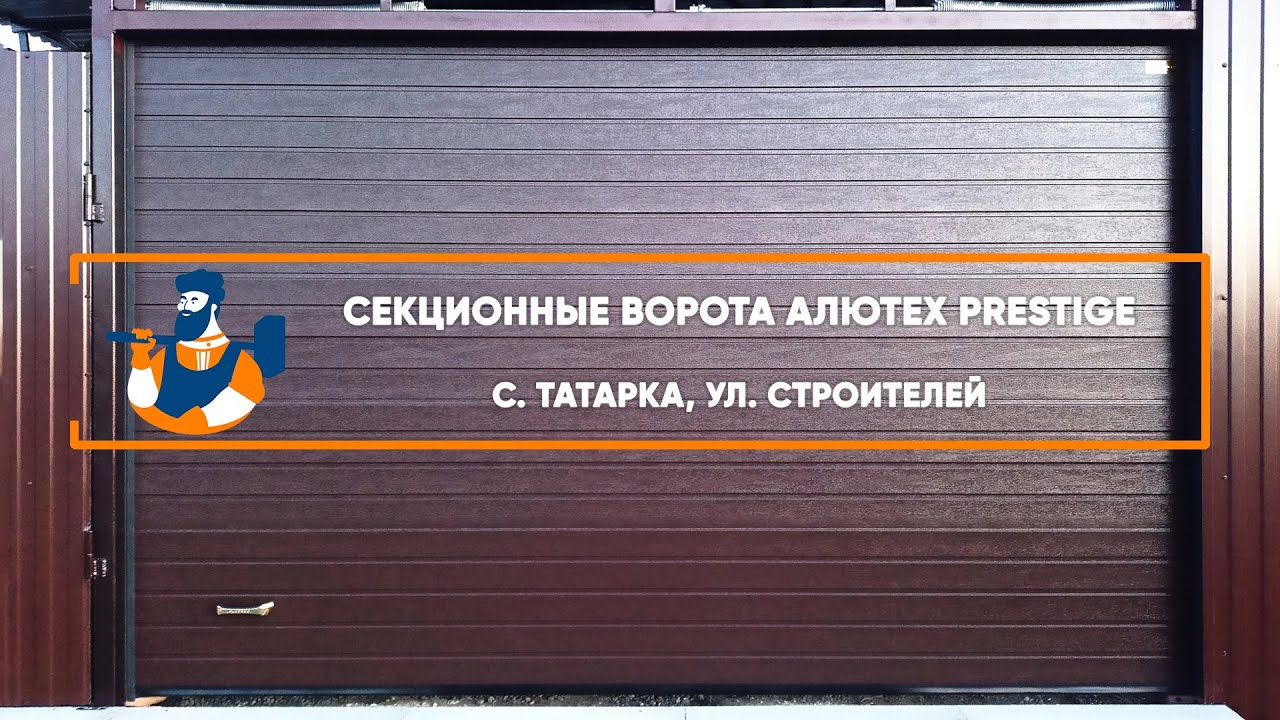 СЕКЦИОННЫЕ ВОРОТА АЛЮТЕХ PRESTIGE
С. ТАТАРКА, УЛ. СТРОИТЕЛЕЙ